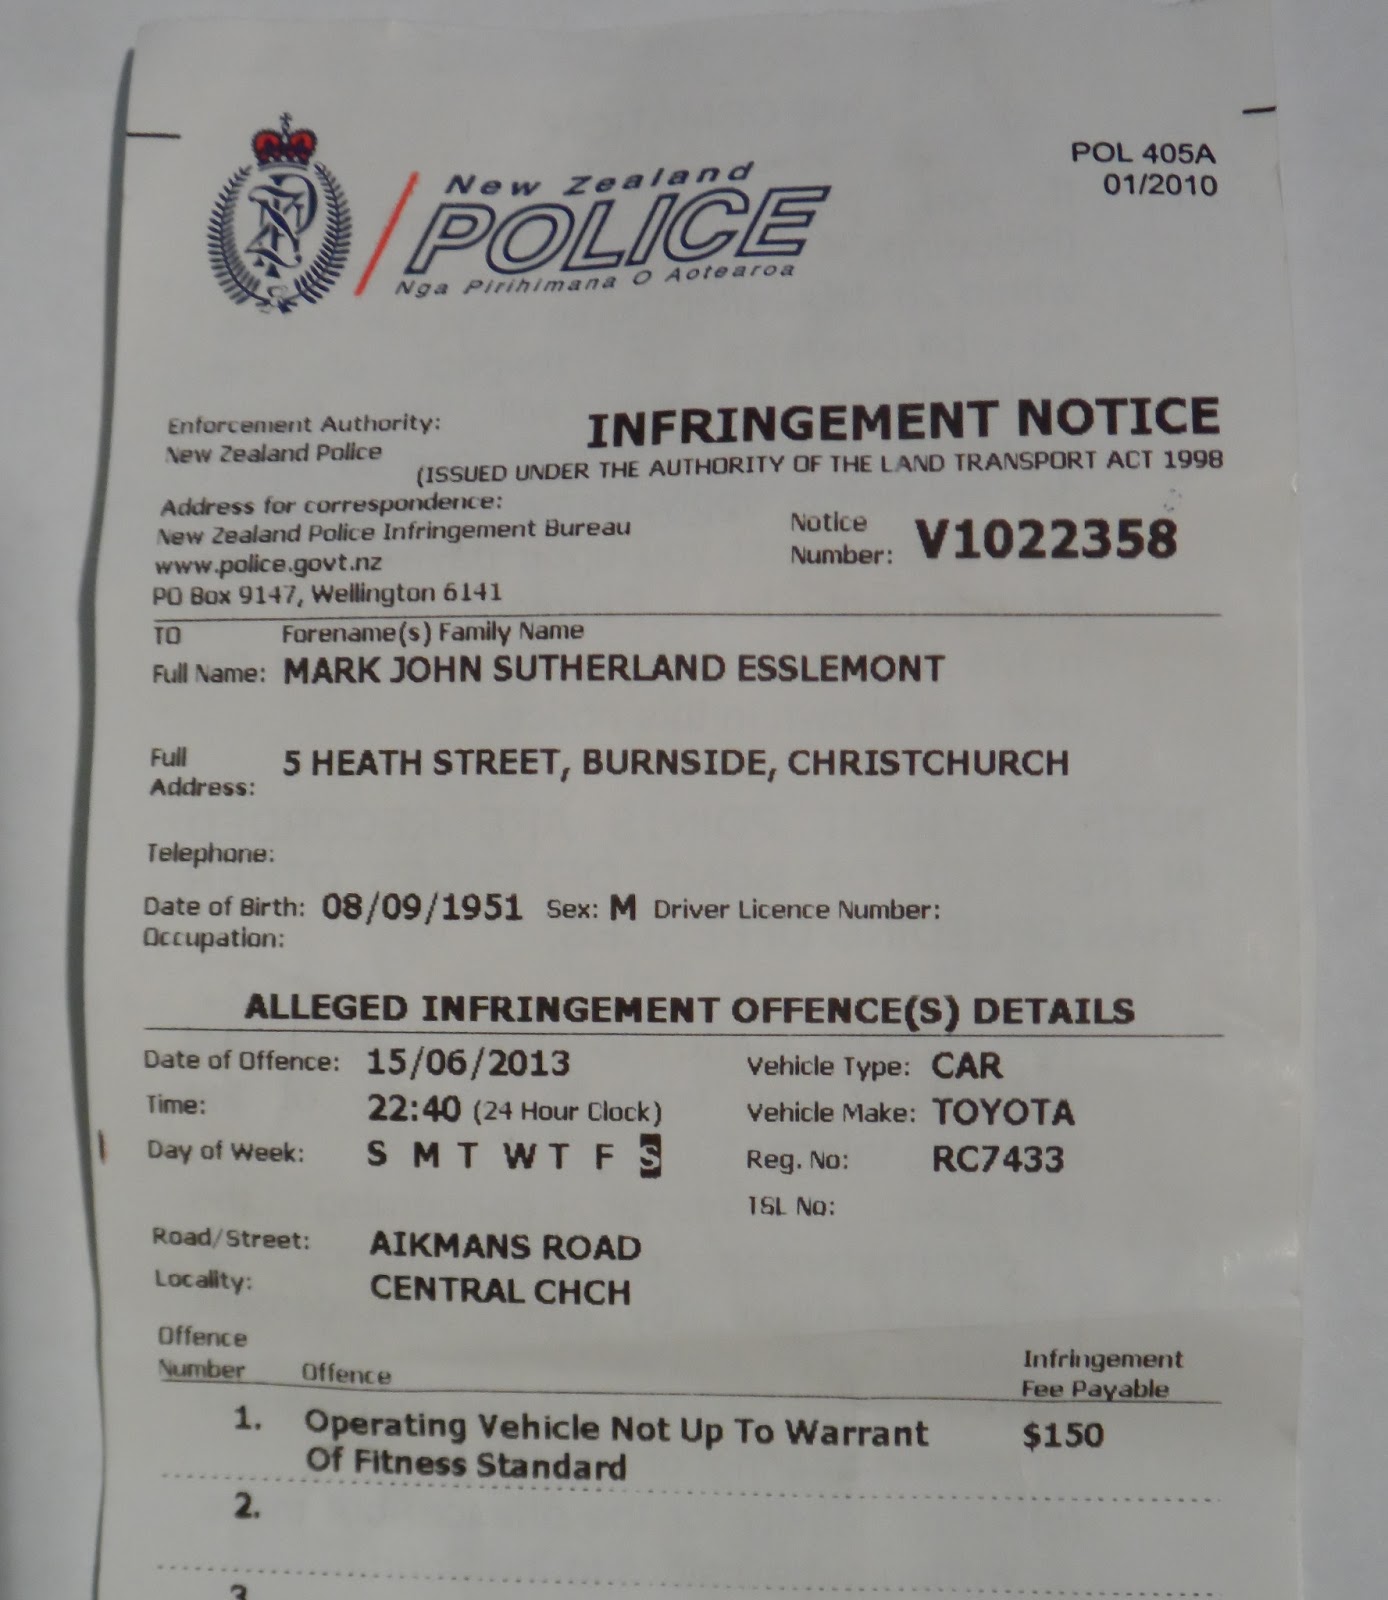 New Zealand
POLICE
Nga Pirihimana O Aotearoa
POL 405A
01/2010
Enforcement Authority:
New Zealand Police
INFRINGEMENT NOTICE
(ISSUED UNDER THE AUTHORITY OF THE LAND TRANSPORT ACT 1998
Address for correspondence:
New Zealand Police Infringement Bureau
www.police.govt.nz
PO Box 9147, Wellington 6141
Notice Number: V1022358
TO Forename(s) Family Name
Full Name: MARK JOHN SUTHERLAND ESSLEMONT
Full Address: 5 HEATH STREET, BURNSIDE, CHRISTCHURCH
Telephone:
Date of Birth: 08/09/1951 Sex: M Driver Licence Number:
Occupation:
ALLEGED INFRINGEMENT OFFENCE(S) DETAILS
Date of Offence: 15/06/2013 Vehicle Type: CAR
Time: 22:40 (24 Hour Clock) Vehicle Make: TOYOTA
Day of Week: S M T W T F S Reg. No: RC7433
TSL No:
Road/Street: AIKMANS ROAD
Locality: CENTRAL CHCH
Offence Number Offence Infringement Fee Payable
1. Operating Vehicle Not Up To Warrant $150
Of Fitness Standard
2.
3